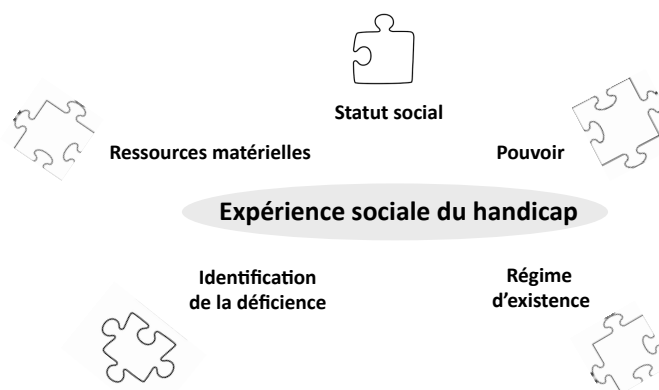 Statut social
Ressources matérielles
Pouvoir
Expérience sociale du handicap
Identification
de la déficience
Régime
d'existence